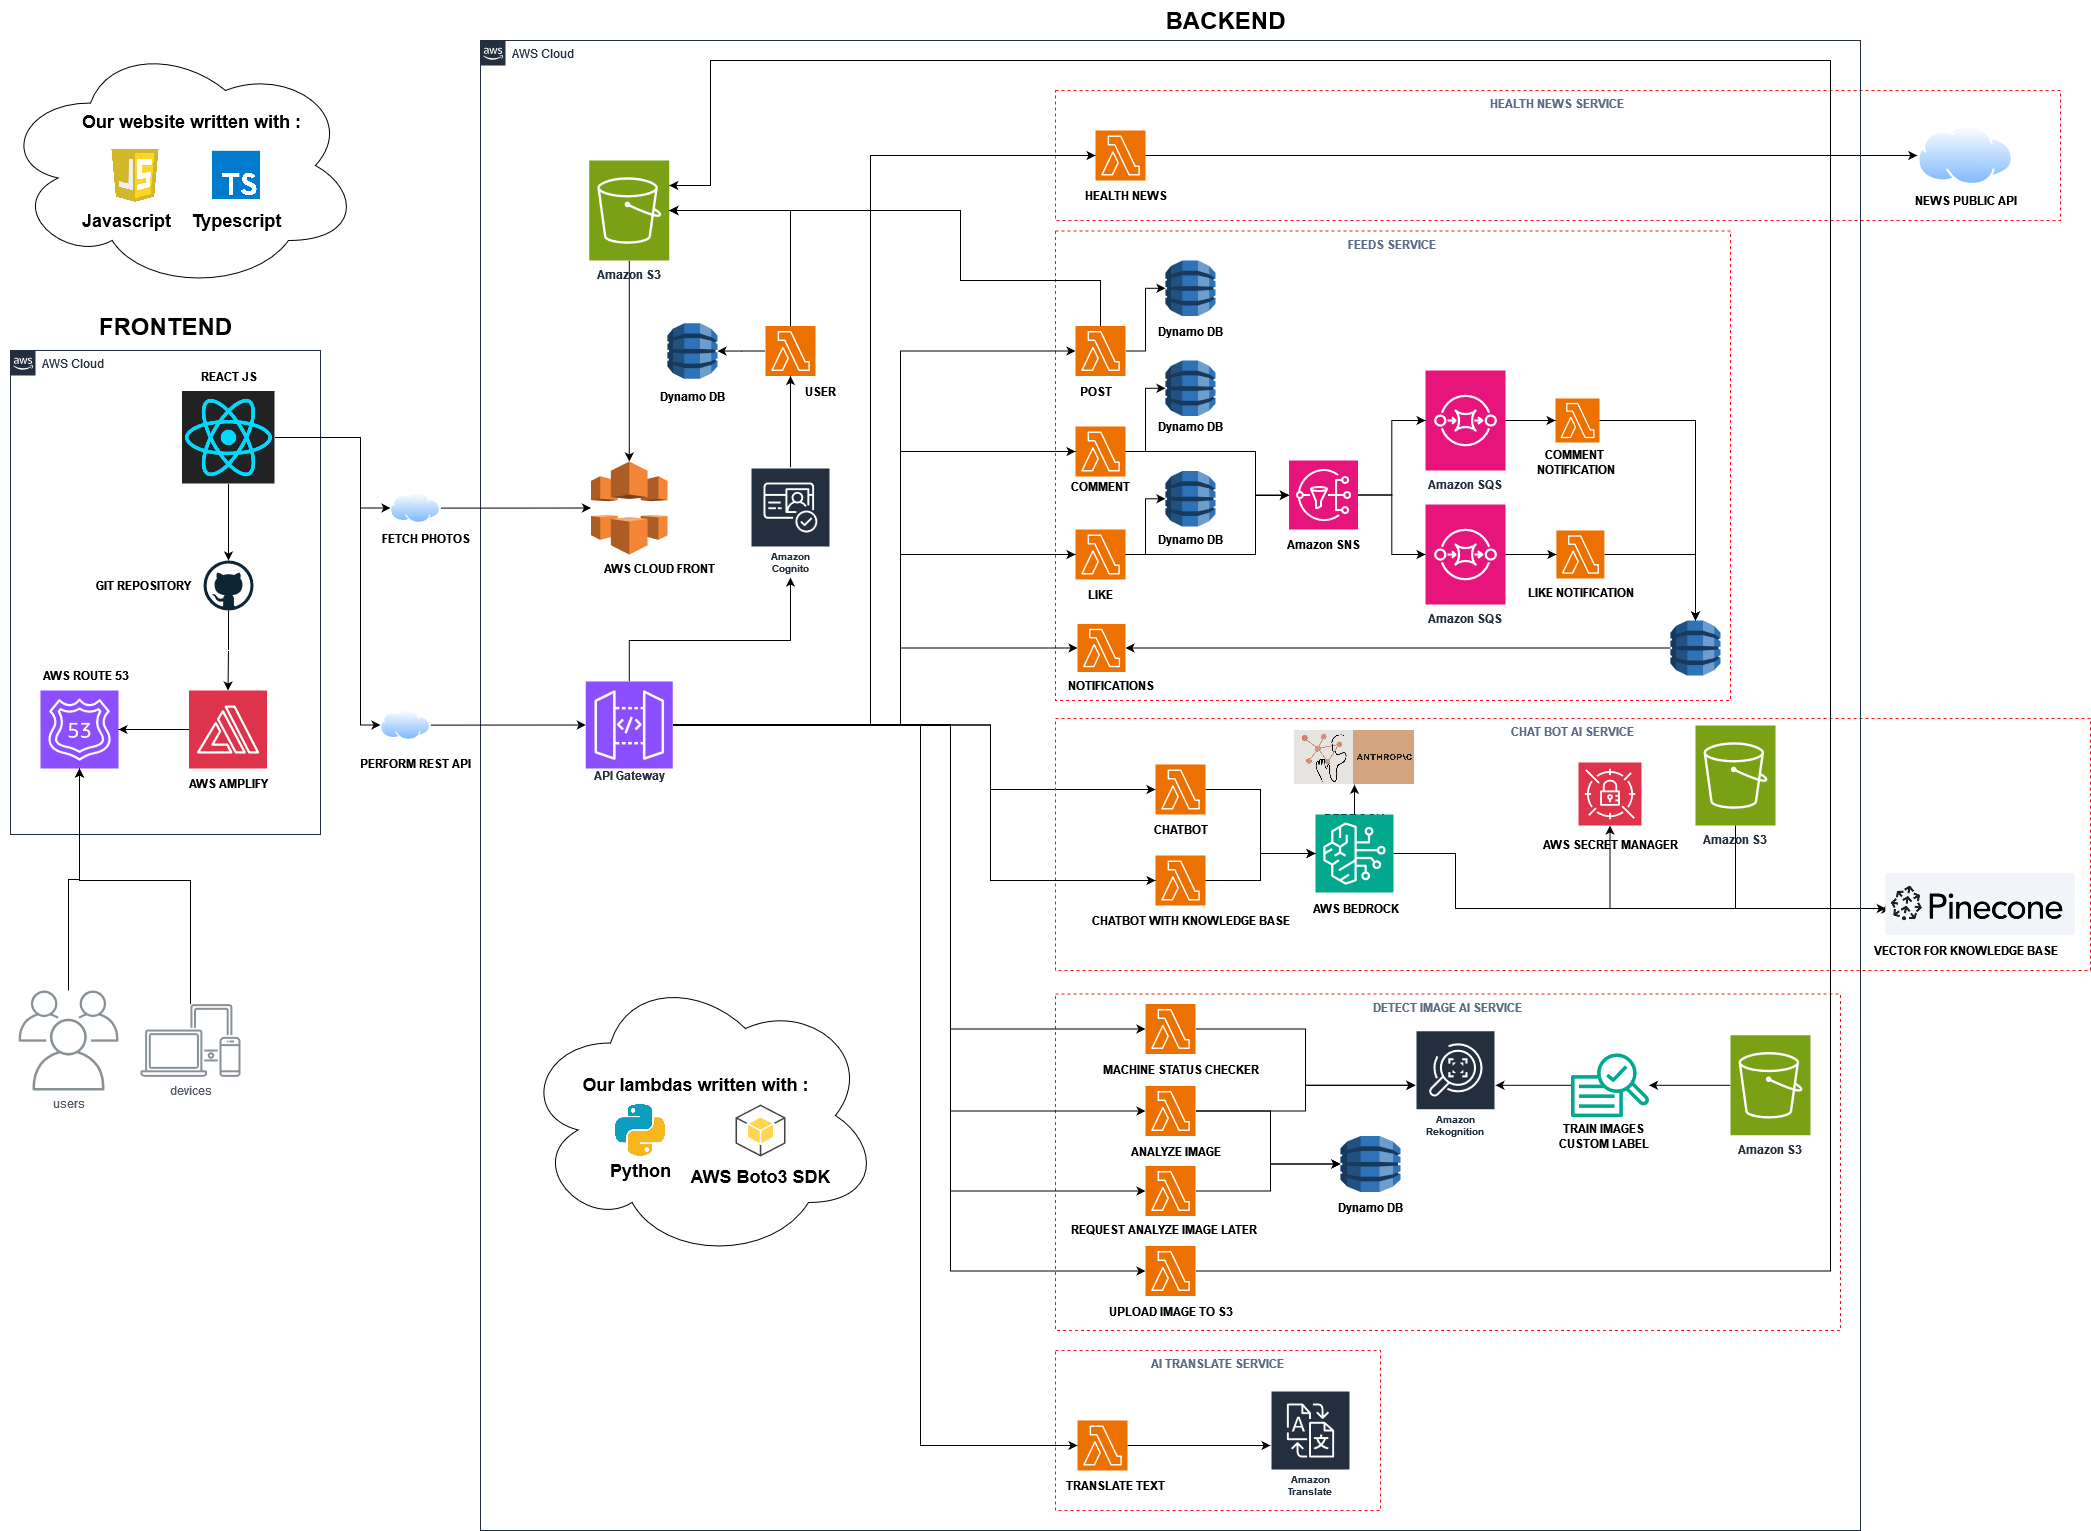 BACKEND
aws
AWS Cloud
Our website written with :
JS
TS
Javascript
Typescript
FRONTEND
aws
AWS Cloud
REACT JS
GIT REPOSITORY
AWS ROUTE 53
53
AWS AMPLIFY
users
devices
FETCH PHOTOS
PERFORM REST API
Amazon S3
Dynamo DB
USER
AWS CLOUD FRONT
Amazon
Cognito
API Gateway
Our lambdas written with :
Python
AWS Boto3 SDK
HEALTH NEWS SERVICE
HEALTH NEWS
NEWS PUBLIC API
FEEDS SERVICE
Dynamo DB
POST
Dynamo DB
COMMENT
Dynamo DB
LIKE
NOTIFICATIONS
Amazon SNS
Amazon SQS
COMMENT
NOTIFICATION
Amazon SQS
LIKE NOTIFICATION
CHAT BOT AI SERVICE
CHATBOT
CHATBOT WITH KNOWLEDGE BASE
ANTHROP\C
AWS BEDROCK
AWS SECRET MANAGER
Amazon S3
Pinecone
VECTOR FOR KNOWLEDGE BASE
DETECT IMAGE AI SERVICE
MACHINE STATUS CHECKER
ANALYZE IMAGE
REQUEST ANALYZE IMAGE LATER
UPLOAD IMAGE TO S3
Amazon
Rekognition
Dynamo DB
TRAIN IMAGES
CUSTOM LABEL
Amazon S3
AI TRANSLATE SERVICE
TRANSLATE TEXT
A
文
Amazon
Translate